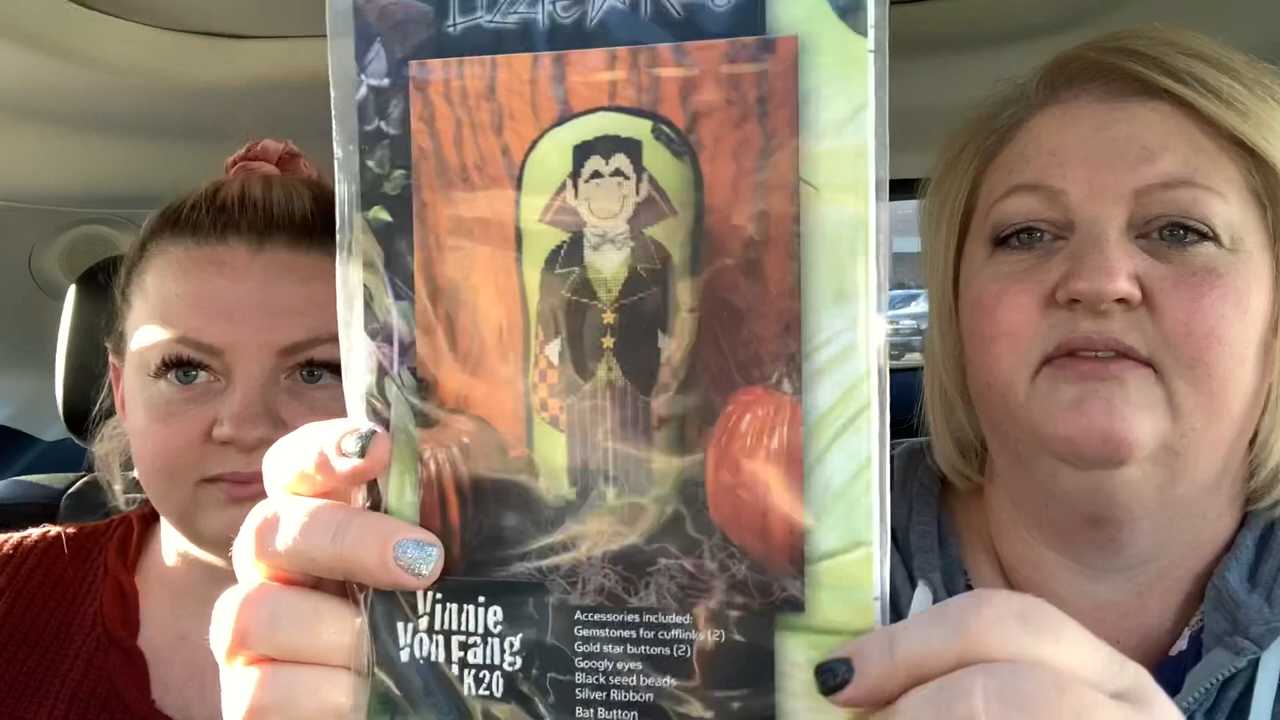 Vinnie
Von Fang
K20
Accessories included:
Gemstones for cufflinks (2)
Gold star buttons (2)
Googly eyes
Black seed beads
Silver Ribbon
Bat Button